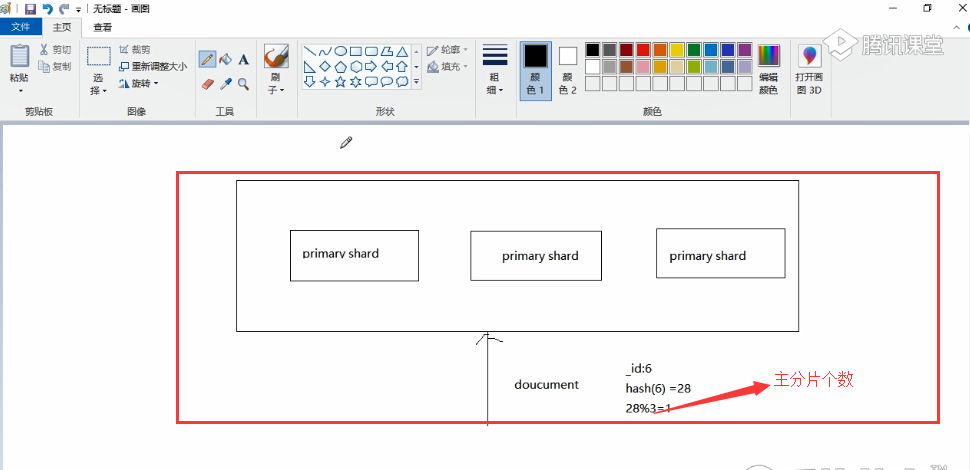 无标题 - 画图
文件 主页 查看
粘贴
剪切
复制
剪贴板
选择
裁剪
重新调整大小
旋转
图像
A
工具
刷子
形状
轮廓
填充
粗细
颜色 1
颜色 2
颜色
编辑颜色
打开画图 3D
腾讯课堂
primary shard
primary shard
primary shard
doucument
_id:6
hash(6) =28
28%3=1
主分片个数